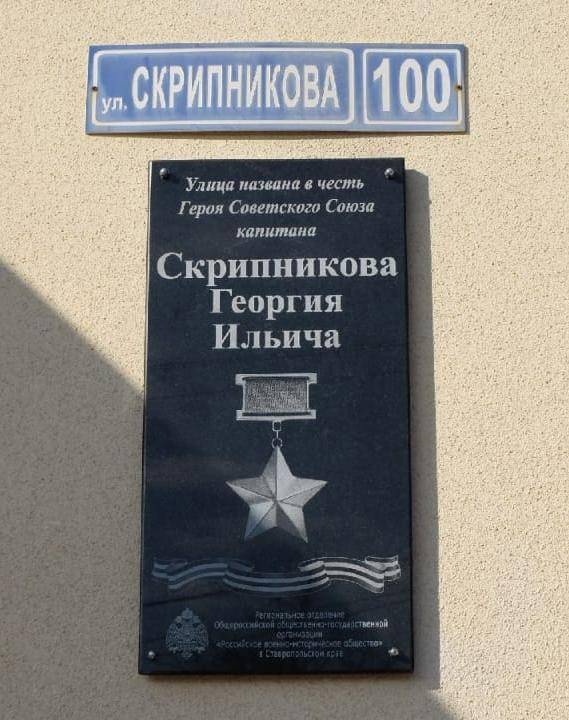 ул. СКРИПНИКОВА 100
Улица названа в честь
Героя Советского Союза
капитана
Скрипникова
Георгия
Ильича
Региональное отделение
Общероссийской общественно-государственной
организации
«Российское военно-историческое общество»
в Ставропольском крае